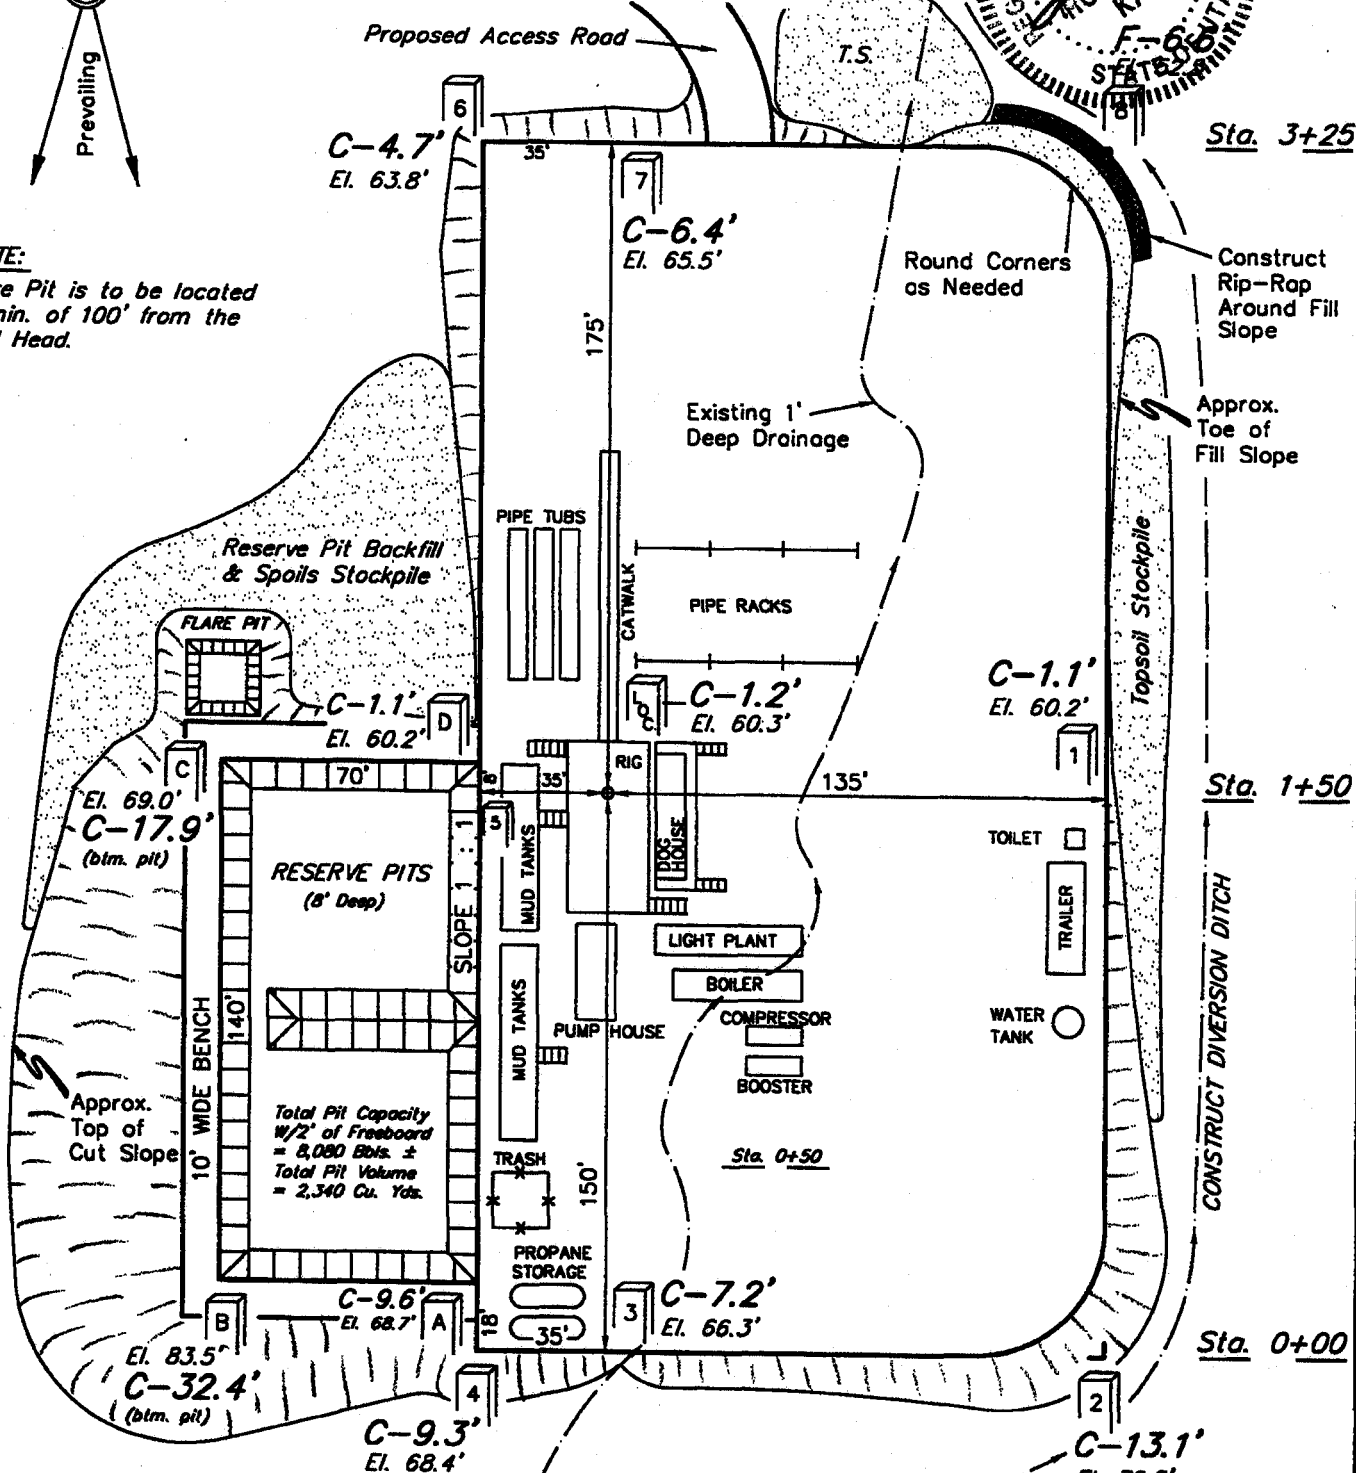 Proposed Access Road
T.S.
Prevailing
STATE
F-6.6'
Sta. 3+25
6
C-4.7'
El. 63.8'
35'
7
C-6.4'
El. 65.5'
8
175'
Round Corners
as Needed
Construct
Rip-Rap
Around Fill
Slope
Pit is to be located
min. of 100' from the
Head.
Existing 1'
Deep Drainage
Approx.
Toe of
Fill Slope
PIPE TUBS
Reserve Pit Backfill
& Spoils Stockpile
CATWALK
PIPE RACKS
Topsoil Stockpile
FLARE PIT
C-1.1'
El. 60.2'
D
LOC.
C-1.2'
El. 60.3'
C-1.1'
El. 60.2'
1
C
El. 69.0'
C-17.9'
(btm. pit)
70'
RIG
35'
135'
Sta. 1+50
5
SLOPE 1 : 1
MUD TANKS
DOG
HOUSE
TOILET
RESERVE PITS
(8' Deep)
TRAILER
LIGHT PLANT
BOILER
10' WIDE BENCH
140'
MUD TANKS
PUMP HOUSE
COMPRESSOR
BOOSTER
WATER
TANK
CONSTRUCT DIVERSION DITCH
Approx.
Top of
Cut Slope
Total Pit Capacity
W/2' of Freeboard
= 8,080 Bbls. ±
Total Pit Volume
= 2,340 Cu. Yds.
Sta. 0+50
TRASH
150'
PROPANE
STORAGE
C-9.6'
El. 68.7'
A
18'
35'
3
C-7.2'
El. 66.3'
B
El. 83.5'
C-32.4'
(btm. pit)
Sta. 0+00
4
C-9.3'
El. 68.4'
2
C-13.1'